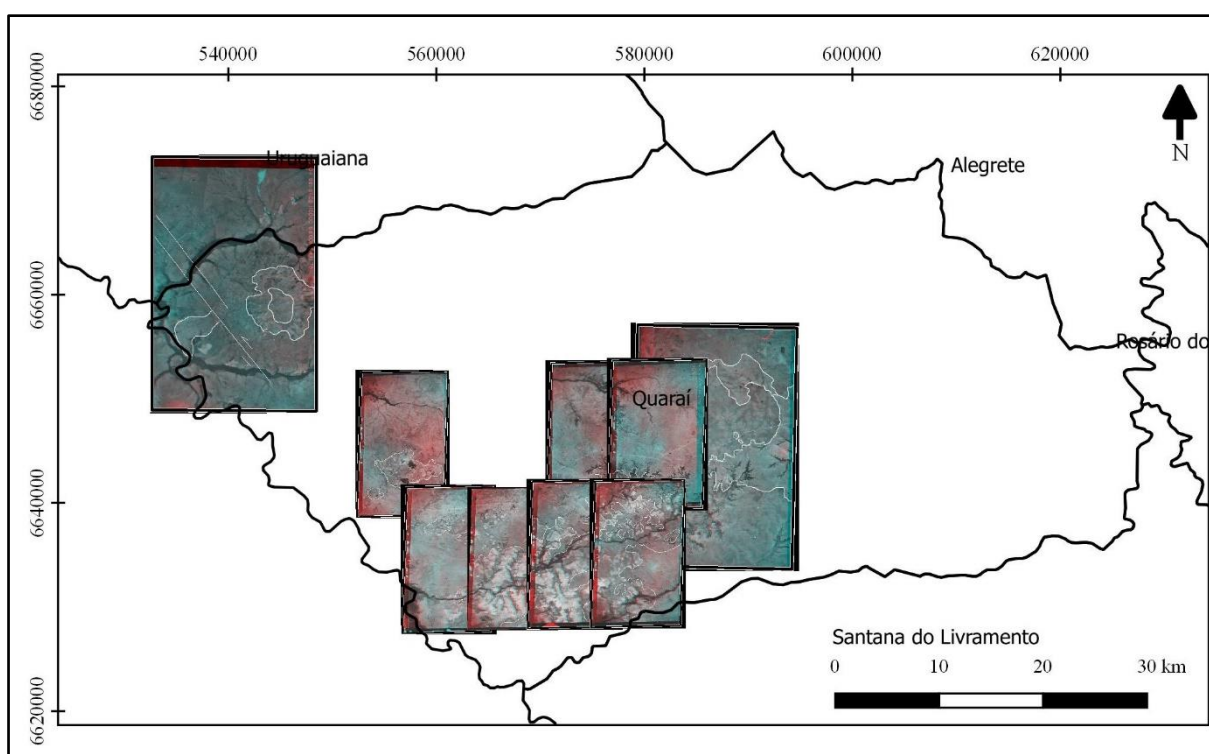 540000
560000
580000
600000
620000
6680000
6660000
6640000
6620000
Uruguaiana
Alegrete
N
Rosário do
Quaraí
Santana do Livramento
0 10 20 30 km